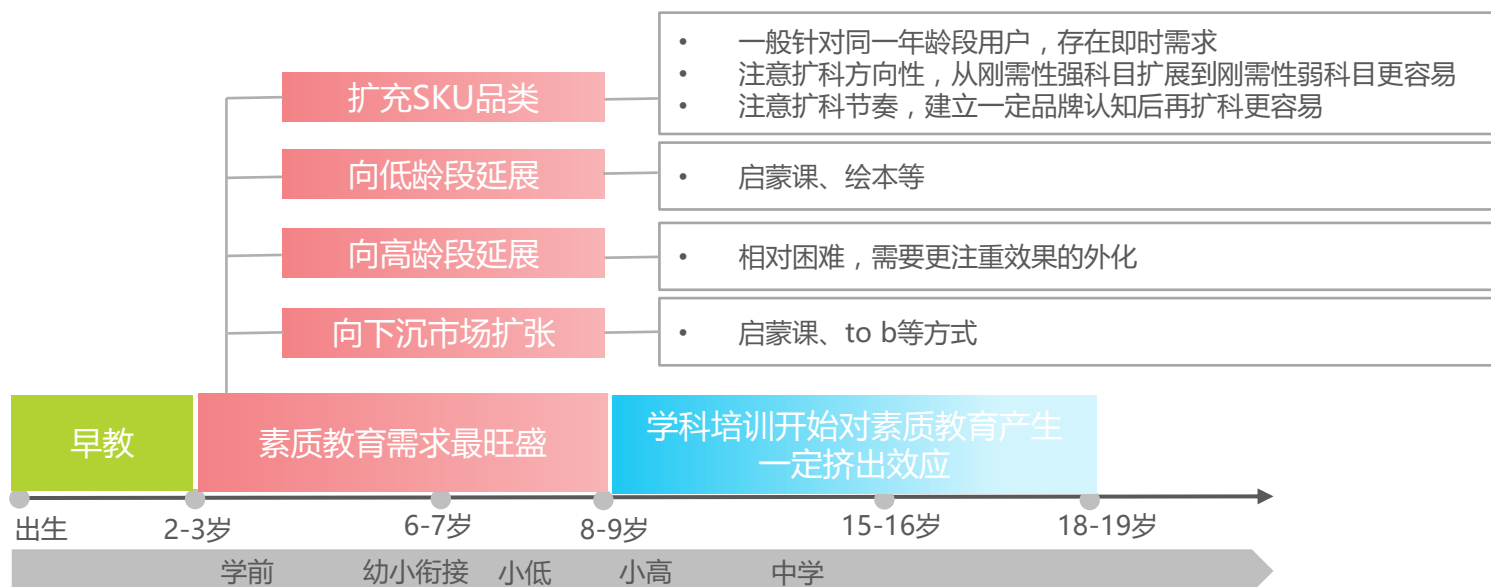 扩充SKU品类
• 一般针对同一年龄段用户，存在即时需求
• 注意扩科方向性，从刚需性强科目扩展到刚需性弱科目更容易
• 注意扩科节奏，建立一定品牌认知后再扩科更容易
向低龄段延展
• 启蒙课、绘本等
向高龄段延展
• 相对困难，需要更注重效果的外化
向下沉市场扩张
• 启蒙课、to b等方式
早教
素质教育需求最旺盛
学科培训开始对素质教育产生
一定挤出效应
出生
2-3岁
6-7岁
8-9岁
15-16岁
18-19岁
学前
幼小衔接
小低
小高
中学